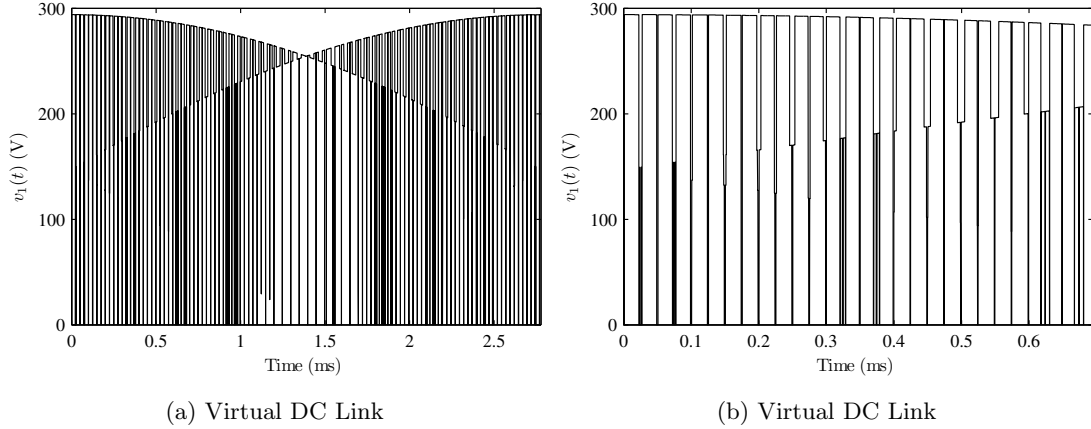 300
200
100
0
v₁(t) (V)
0 0.5 1 1.5 2 2.5
Time (ms)
(a) Virtual DC Link
300
200
100
0
v₁(t) (V)
0 0.1 0.2 0.3 0.4 0.5 0.6
Time (ms)
(b) Virtual DC Link